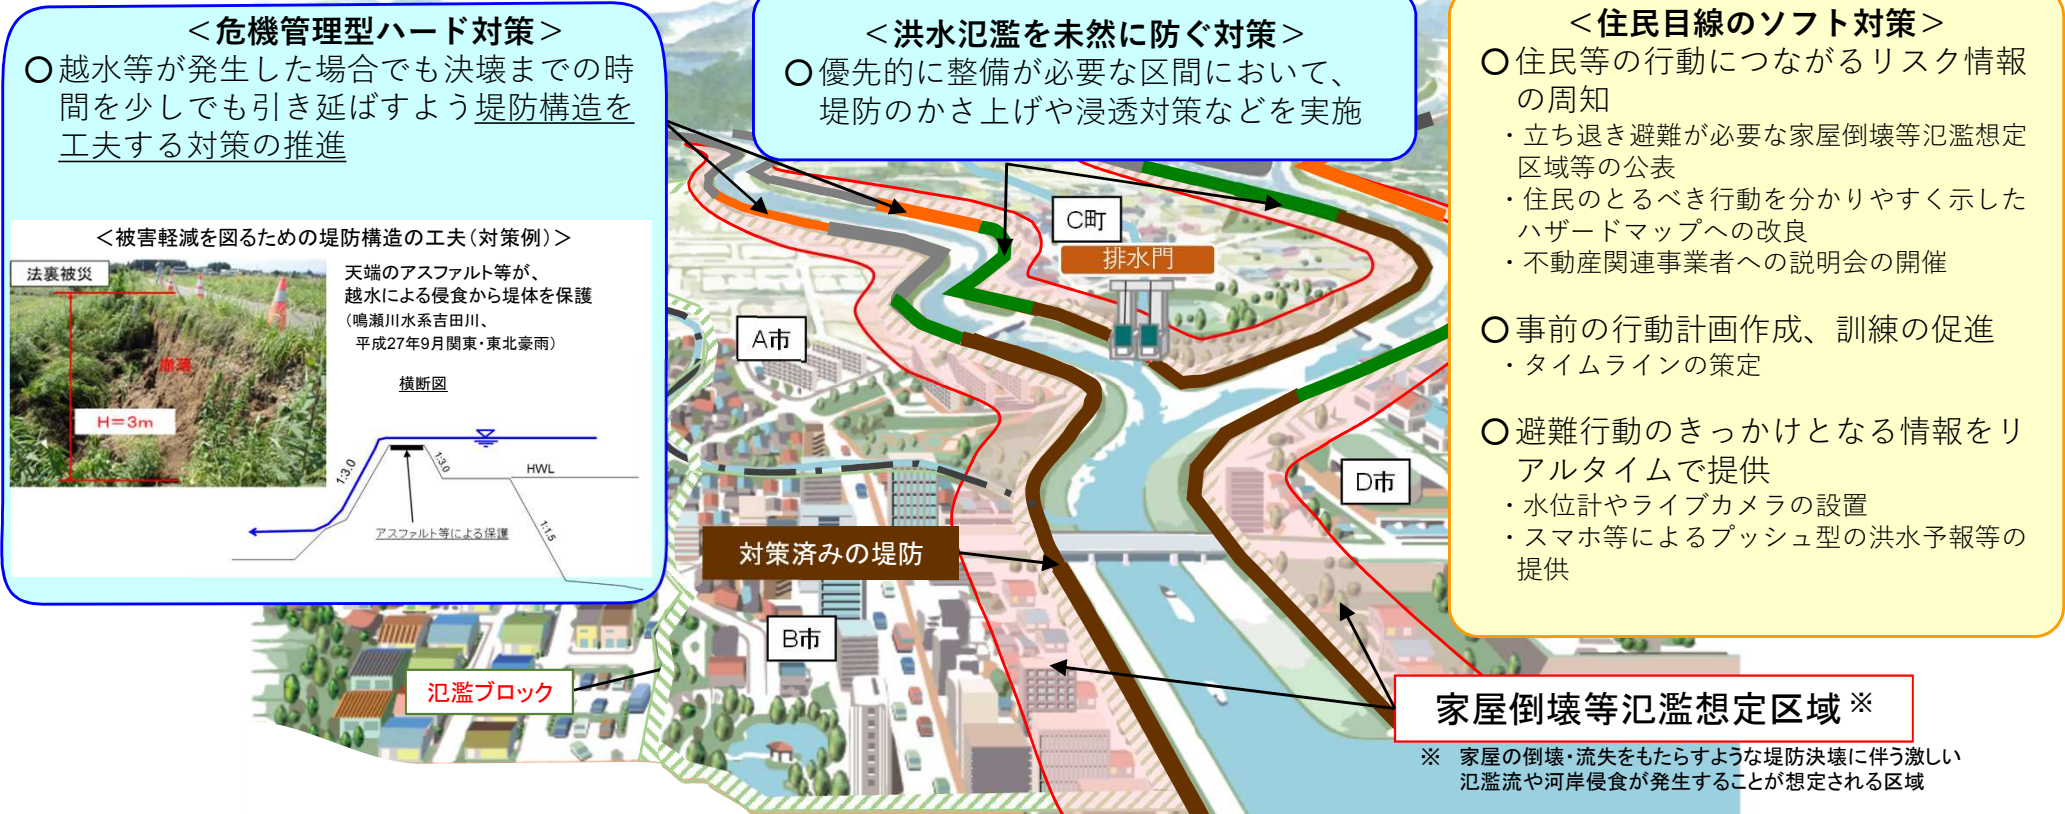 ＜危機管理型ハード対策＞
○越水等が発生した場合でも決壊までの時
間を少しでも引き延ばすよう堤防構造を
工夫する対策の推進
＜被害軽減を図るための堤防構造の工夫（対策例）＞
法裏被災
崩落
H＝3m
天端のアスファルト等が、
越水による侵食から堤体を保護
（鳴瀬川水系吉田川、
平成27年9月関東・東北豪雨）
横断図
1:3.0
1:3.0
HWL
1:1.5
アスファルト等による保護
＜洪水氾濫を未然に防ぐ対策＞
○優先的に整備が必要な区間において、
堤防のかさ上げや浸透対策などを実施
C町
排水門
A市
D市
対策済みの堤防
B市
氾濫ブロック
＜住民目線のソフト対策＞
○住民等の行動につながるリスク情報
の周知
・立ち退き避難が必要な家屋倒壊等氾濫想定
区域等の公表
・住民のとるべき行動を分かりやすく示した
ハザードマップへの改良
・不動産関連事業者への説明会の開催
○事前の行動計画作成、訓練の促進
・タイムラインの策定
○避難行動のきっかけとなる情報をリ
アルタイムで提供
・水位計やライブカメラの設置
・スマホ等によるプッシュ型の洪水予報等の
提供
家屋倒壊等氾濫想定区域※
※　家屋の倒壊・流失をもたらすような堤防決壊に伴う激しい
氾濫流や河岸侵食が発生することが想定される区域